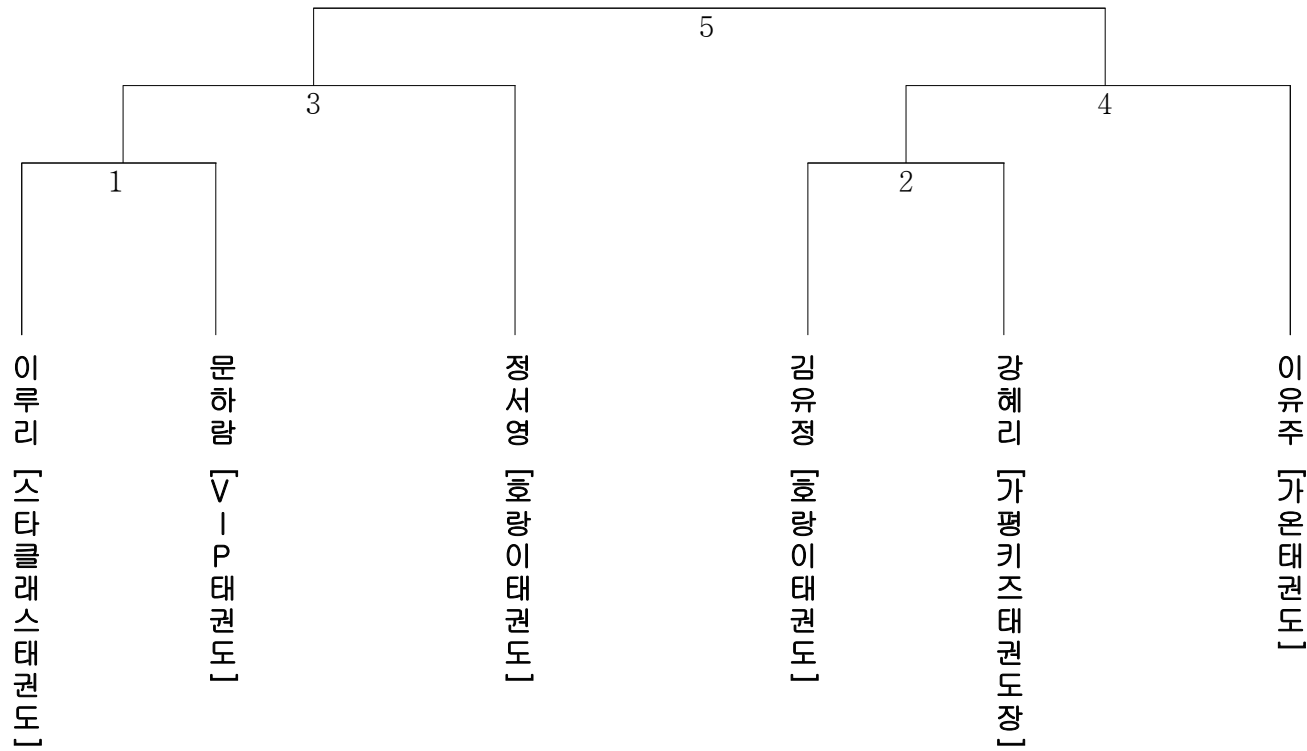 5
3
4
1
2
이루리 [스타클래스태권도]
문하람 [VIP태권도]
정서영 [호랑이태권도]
김유정 [호랑이태권도]
강혜리 [가평키즈태권도장]
이유주 [가온태권도]